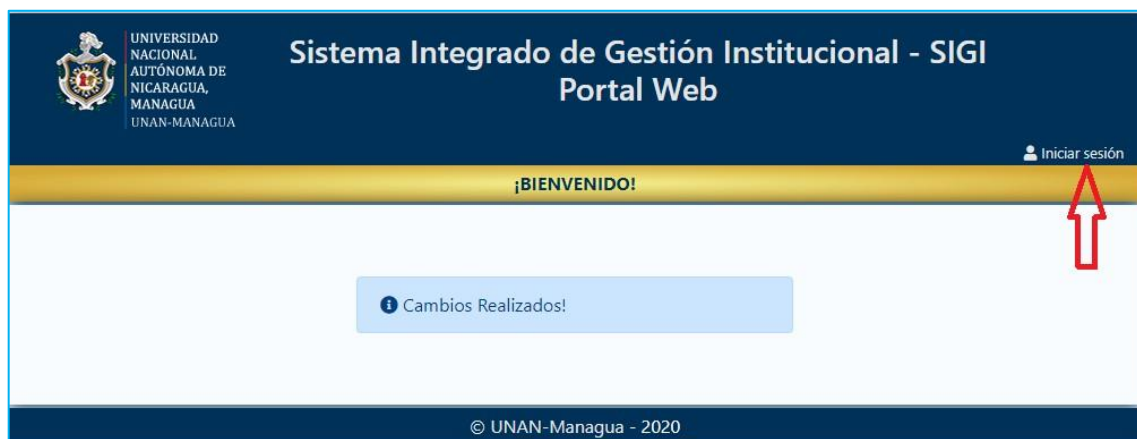 UNIVERSIDAD
NACIONAL
AUTÓNOMA DE
NICARAGUA,
MANAGUA
UNAN-MANAGUA
Sistema Integrado de Gestión Institucional - SIGI
Portal Web
Iniciar sesión
¡BIENVENIDO!
Cambios Realizados!
© UNAN-Managua - 2020